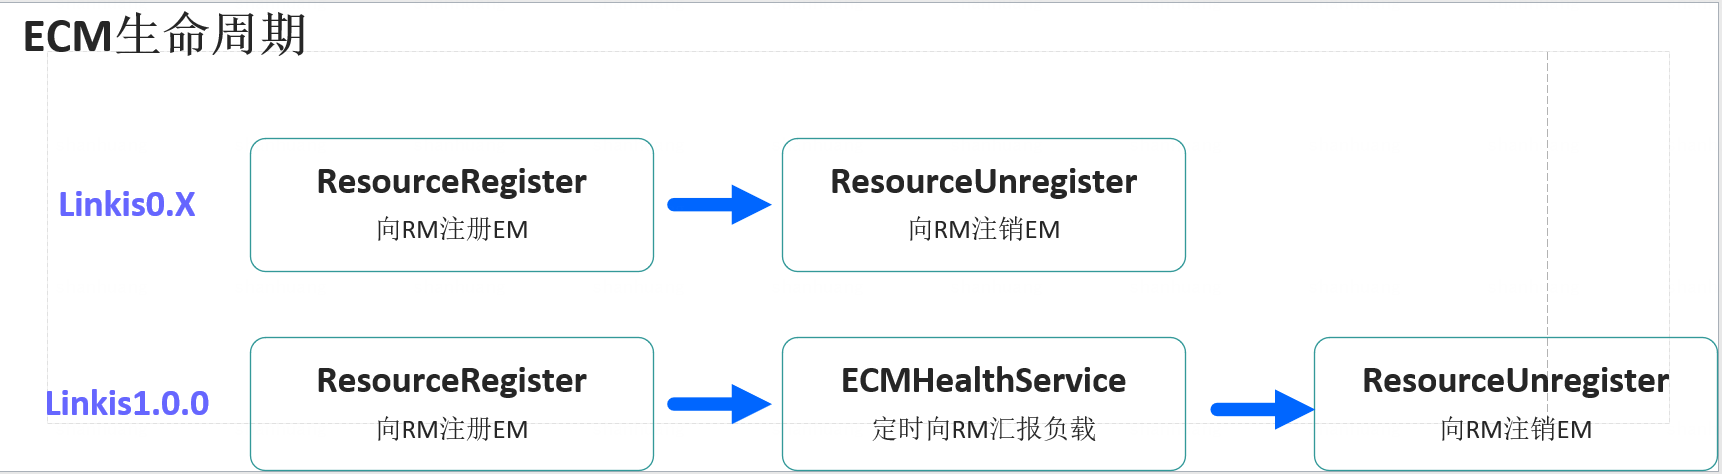 ECM生命周期
Linkis0.X
ResourceRegister
向RM注册EM
ResourceUnregister
向RM注销EM
Linkis1.0.0
ResourceRegister
向RM注册EM
ECMHealthService
定时向RM汇报负载
ResourceUnregister
向RM注销EM